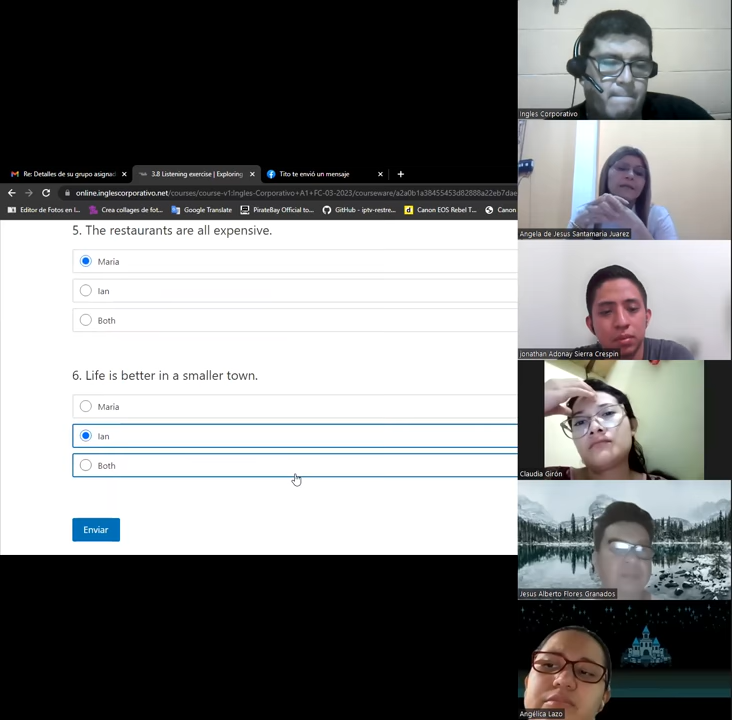 Re: Detalles de su grupo asignad
3.8 Listening exercise | Exploring
Tito te envió un mensaje
online.inglescorporativo.net/courses/course-v1:Ingles-Corporativo+A1+FC-03-2023/courseware/a2a0b1a38455453d82888a22eb7dae
Editor de Fotos en l...
Crea collages de fot...
Google Translate
PirateBay Official to...
GitHub - iptv-restre...
Canon EOS Rebel T...
Canon
5. The restaurants are all expensive.
Maria
Ian
Both
6. Life is better in a smaller town.
Maria
Ian
Both
Enviar
Ingles Corporativo
Angela de Jesus Santamaria Juarez
jonathan Adonay Sierra Crespin
Claudia Girón
Jesus Alberto Flores Granados
Angélica Lazo